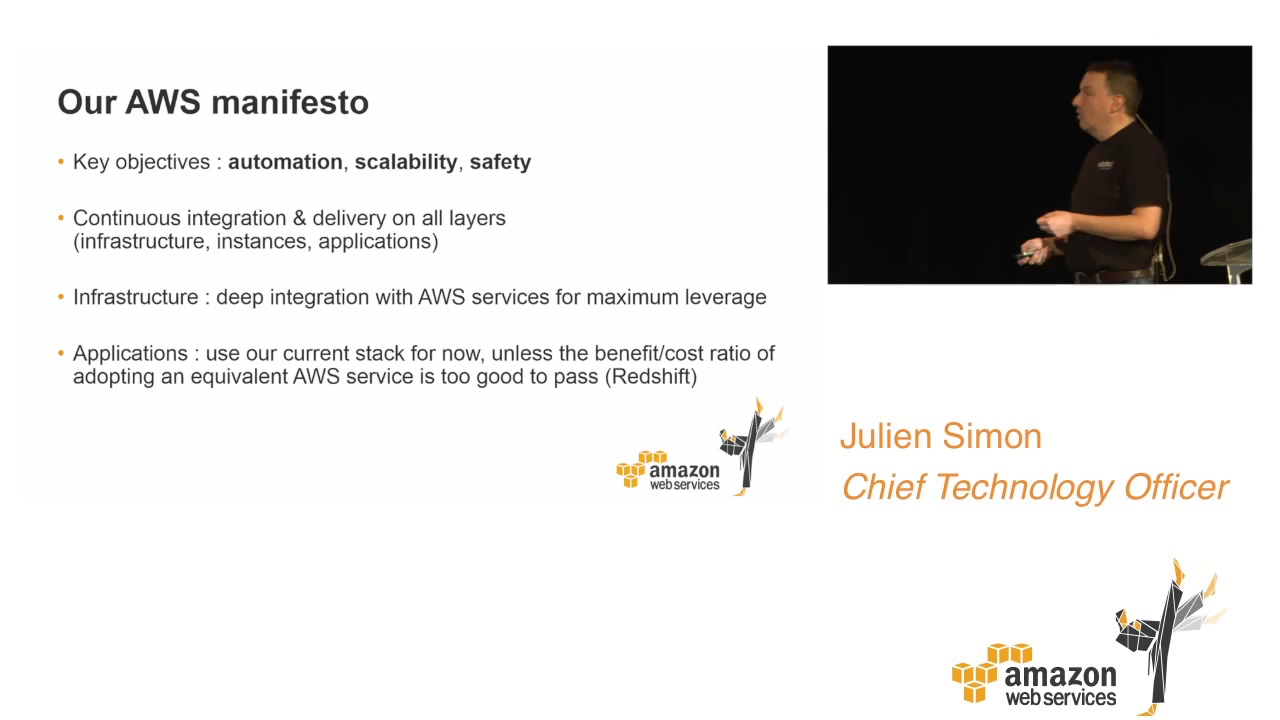 Our AWS manifesto
• Key objectives : automation, scalability, safety
• Continuous integration & delivery on all layers
(infrastructure, instances, applications)
• Infrastructure : deep integration with AWS services for maximum leverage
• Applications : use our current stack for now, unless the benefit/cost ratio of
adopting an equivalent AWS service is too good to pass (Redshift)
amazon
web services
Julien Simon
Chief Technology Officer
amazon
web services